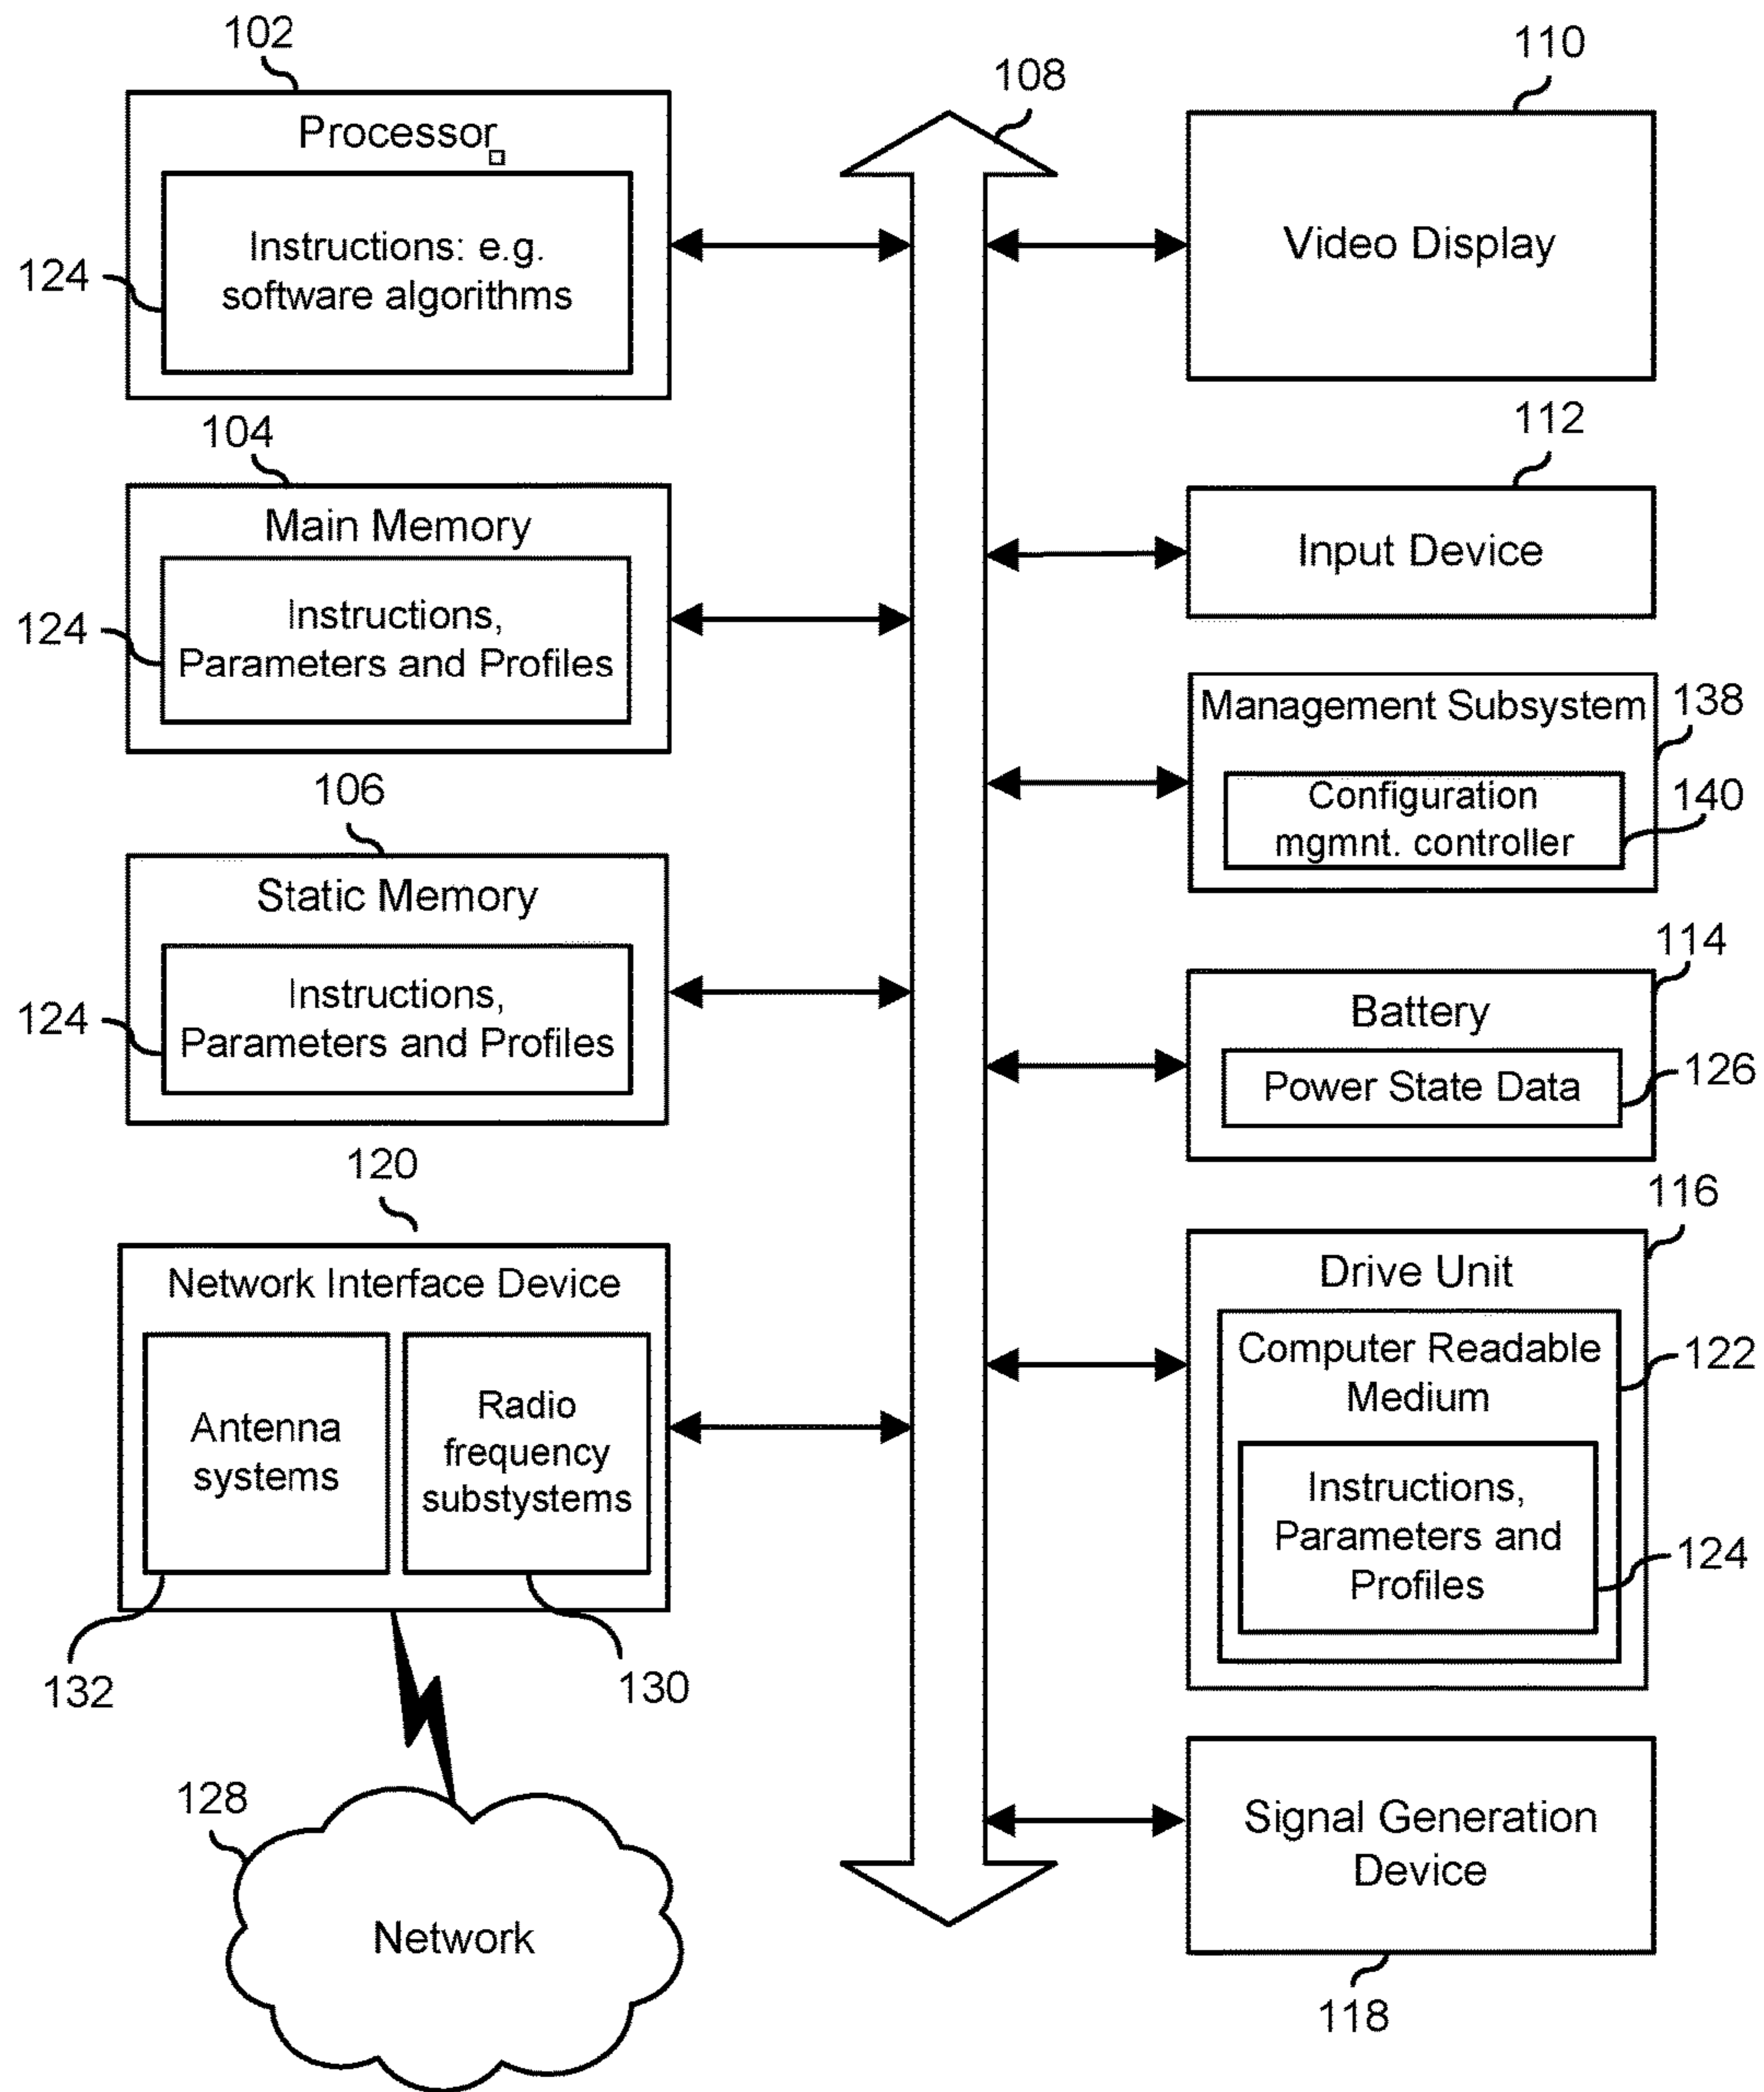 102
Processor
Instructions: e.g.
software algorithms
124
104
Main Memory
Instructions,
Parameters and Profiles
124
106
Static Memory
Instructions,
Parameters and Profiles
124
120
Network Interface Device
Antenna
systems
Radio
frequency
substystems
132
130
128
Network
108
110
Video Display
112
Input Device
Management Subsystem
138
Configuration
mgmnt. controller
140
114
Battery
Power State Data
126
116
Drive Unit
Computer Readable
Medium
122
Instructions,
Parameters and
Profiles
124
Signal Generation
Device
118